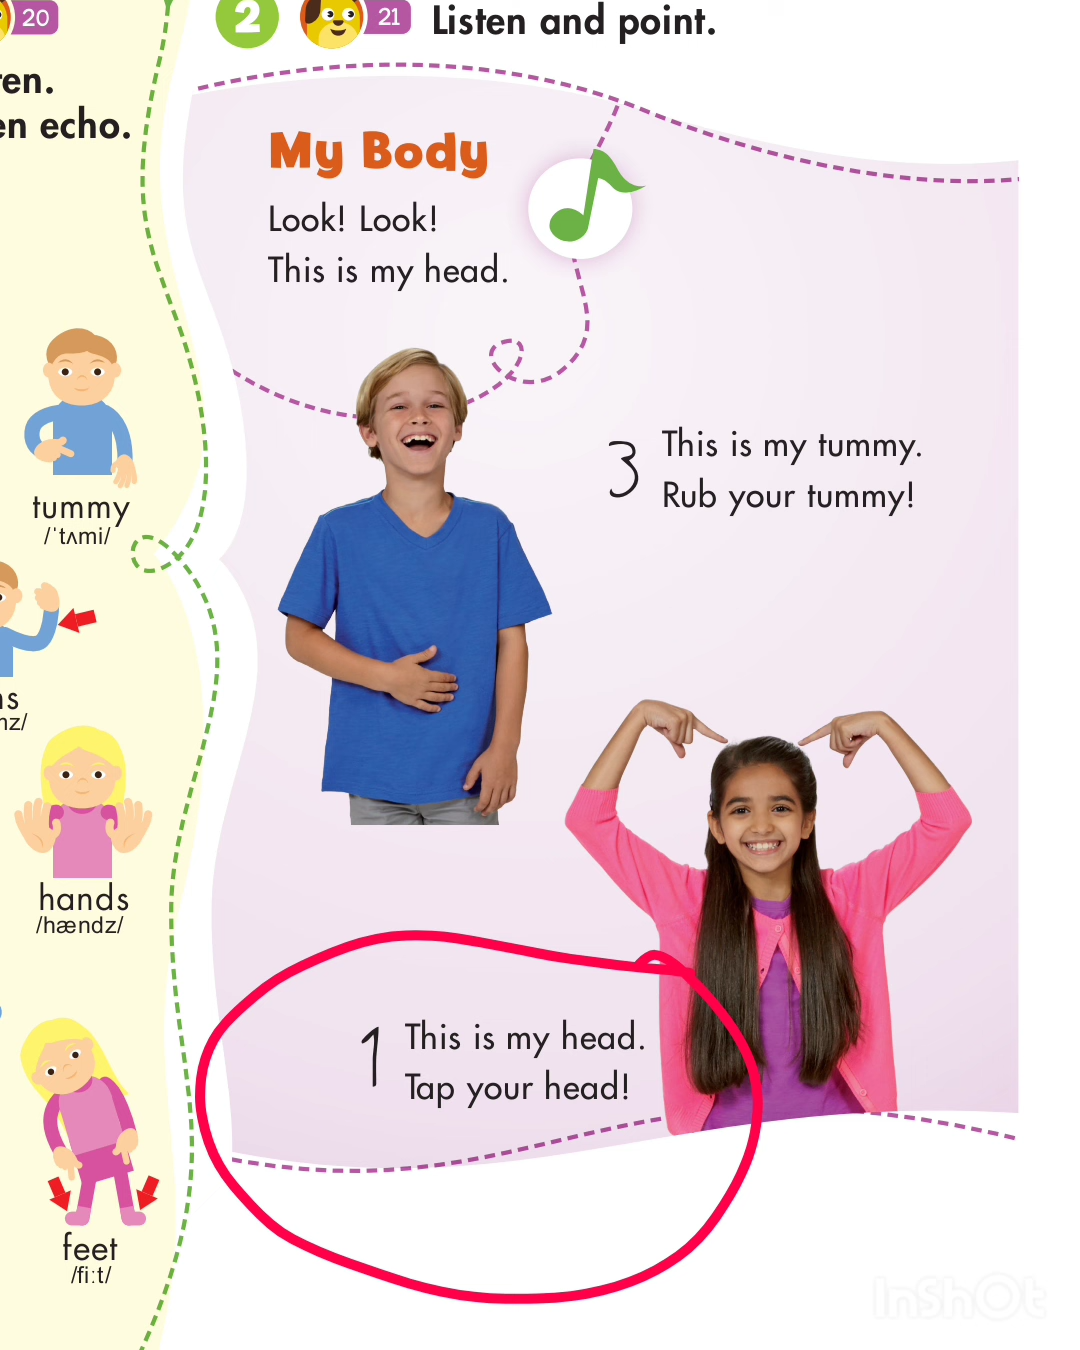 20
ten.
en echo.
tummy
/ˈtʌmi/
ns
nz/
hands
/hændz/
feet
/fiːt/
2
21
Listen and point.
My Body
Look! Look!
This is my head.
3
This is my tummy.
Rub your tummy!
1
This is my head.
Tap your head!
InShOt